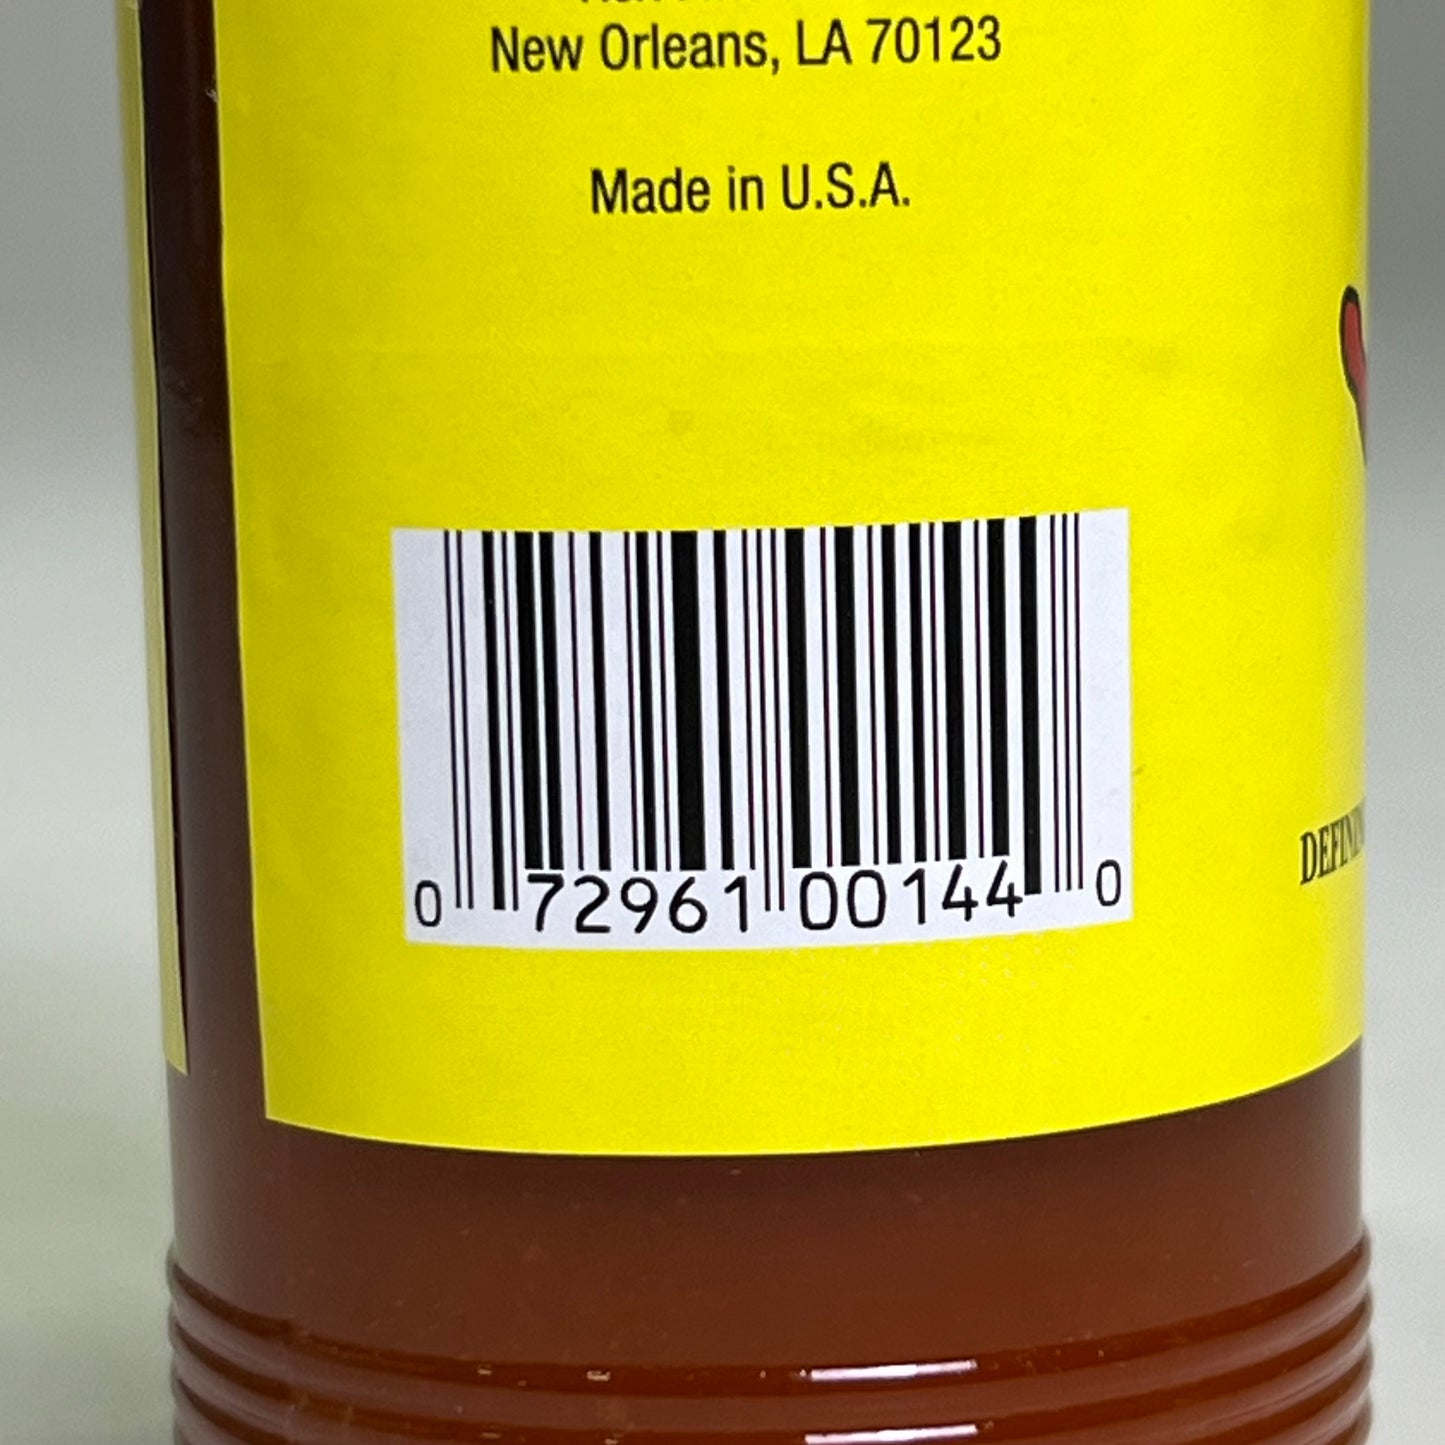 New Orleans, LA 70123
Made in U.S.A.
0 72961 00144 0